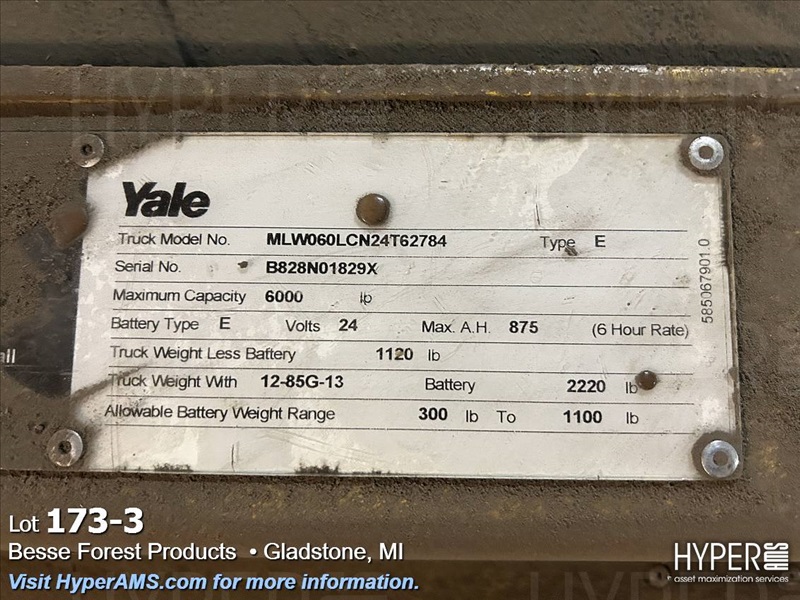 Yale
Truck Model No. MLW060LCN24T62784 Type E
Serial No. B828N01829X
Maximum Capacity 6000 lb
Battery Type E Volts 24 Max. A.H. 875 (6 Hour Rate)
Truck Weight Less Battery 1120 lb
Truck Weight With 12-85G-13 Battery 2220 lb
Allowable Battery Weight Range 300 lb To 1100 lb
585067901.0
all
Lot 173-3
Besse Forest Products • Gladstone, MI
Visit HyperAMS.com for more information.
HYPER AMS
asset maximization services